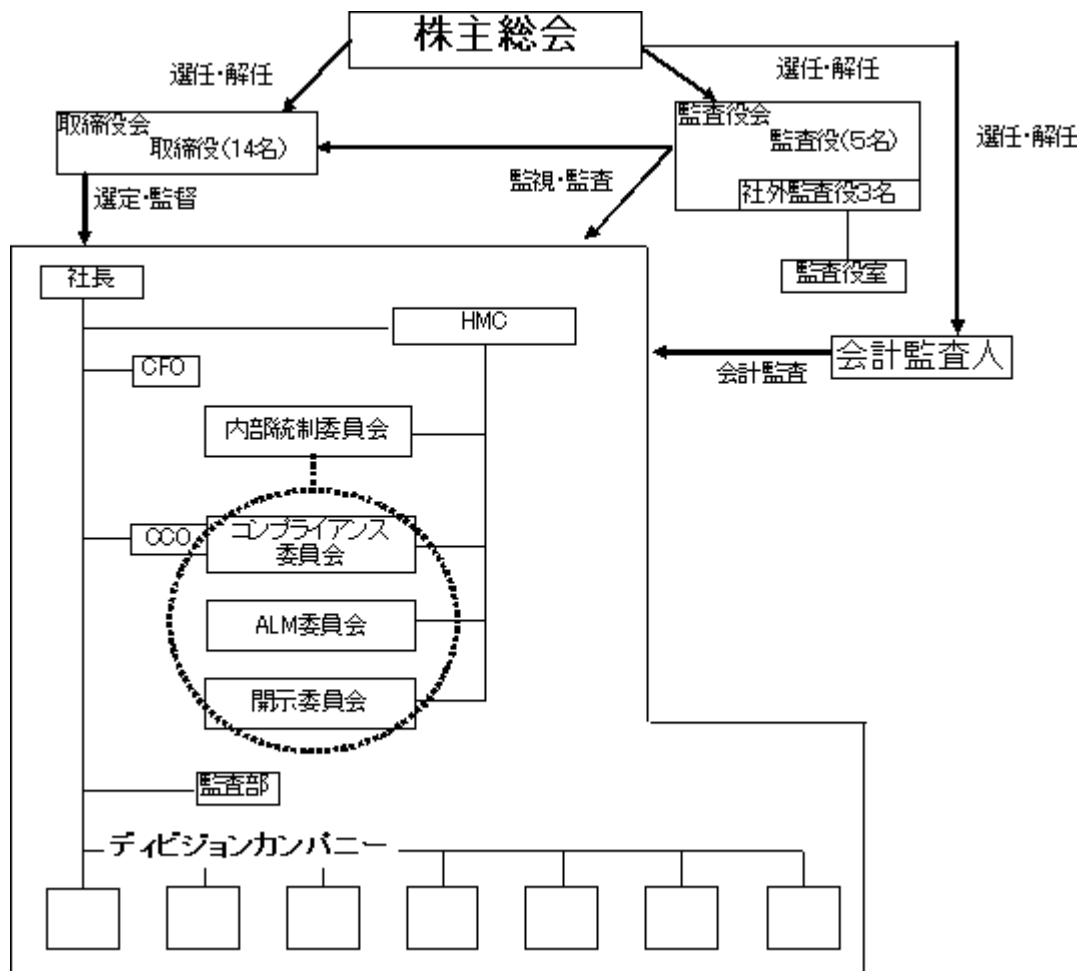 株主総会
選任・解任
選任・解任
選任・解任
取締役会
取締役(14名)
監査役会
監査役(5名)
社外監査役3名
監視・監査
選定・監督
監査役室
社長
HMC
会計監査人
会計監査
CFO
内部統制委員会
CCO
コンプライアンス
委員会
ALM委員会
開示委員会
監査部
ディビジョンカンパニー